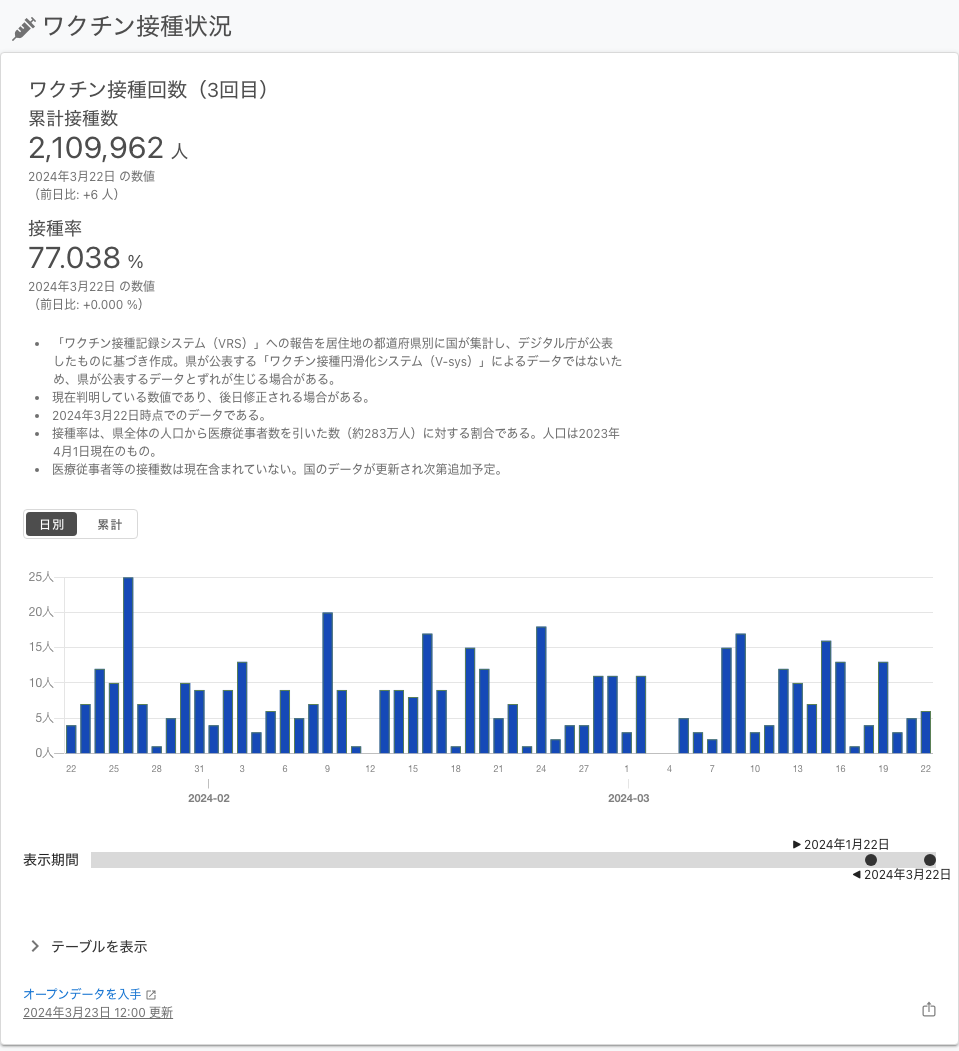 ワクチン接種状況
ワクチン接種回数（3回目）
累計接種数
2,109,962 人
2024年3月22日 の数値
（前日比: +6 人）
接種率
77.038 %
2024年3月22日 の数値
（前日比: +0.000 %）
• 「ワクチン接種記録システム（VRS）」への報告を居住地の都道府県別に国が集計し、デジタル庁が公表
したものに基づき作成。県が公表する「ワクチン接種円滑化システム（V-sys）」によるデータではないた
め、県が公表するデータとずれが生じる場合がある。
• 現在判明している数値であり、後日修正される場合がある。
• 2024年3月22日時点でのデータである。
• 接種率は、県全体の人口から医療従事者数を引いた数（約283万人）に対する割合である。人口は2023年
4月1日現在のもの。
• 医療従事者等の接種数は現在含まれていない。国のデータが更新され次第追加予定。
日別 累計
25人
20人
15人
10人
5人
0人
22 25 28 31 3 6 9 12 15 18 21 24 27 1 4 7 10 13 16 19 22
2024-02 2024-03
▶ 2024年1月22日
表示期間
◀ 2024年3月22日
テーブルを表示
オープンデータを入手
2024年3月23日 12:00 更新